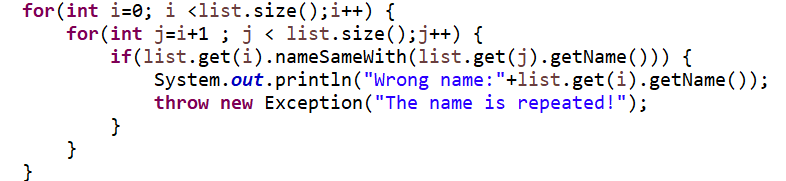 for(int i=0; i <list.size();i++) {
    for(int j=i+1 ; j < list.size();j++) {
        if(list.get(i).nameSameWith(list.get(j).getName())) {
            System.out.println("Wrong name:"+list.get(i).getName());
            throw new Exception("The name is repeated!");
        }
    }
}